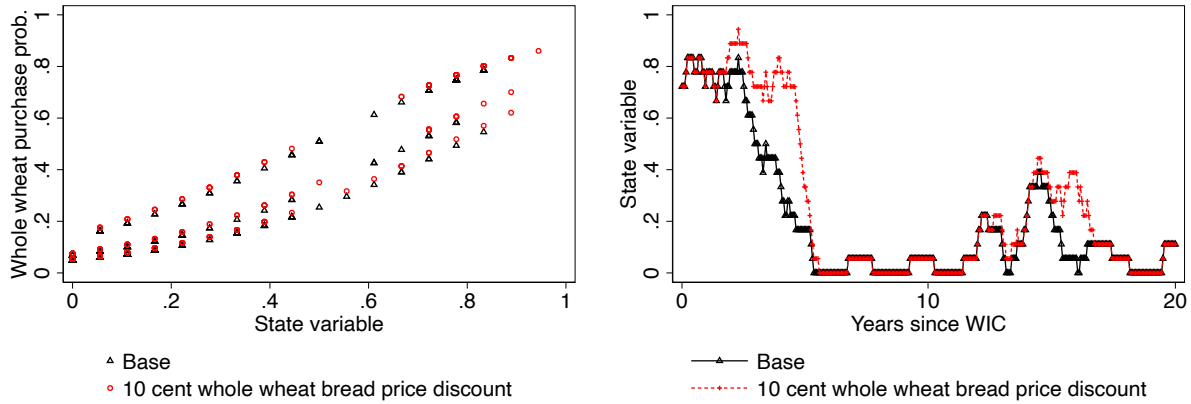 Whole wheat purchase prob.
1
.8
.6
.4
.2
0
0 .2 .4 .6 .8 1
State variable
Base
10 cent whole wheat bread price discount
State variable
1
.8
.6
.4
.2
0
0 10 20
Years since WIC
Base
10 cent whole wheat bread price discount